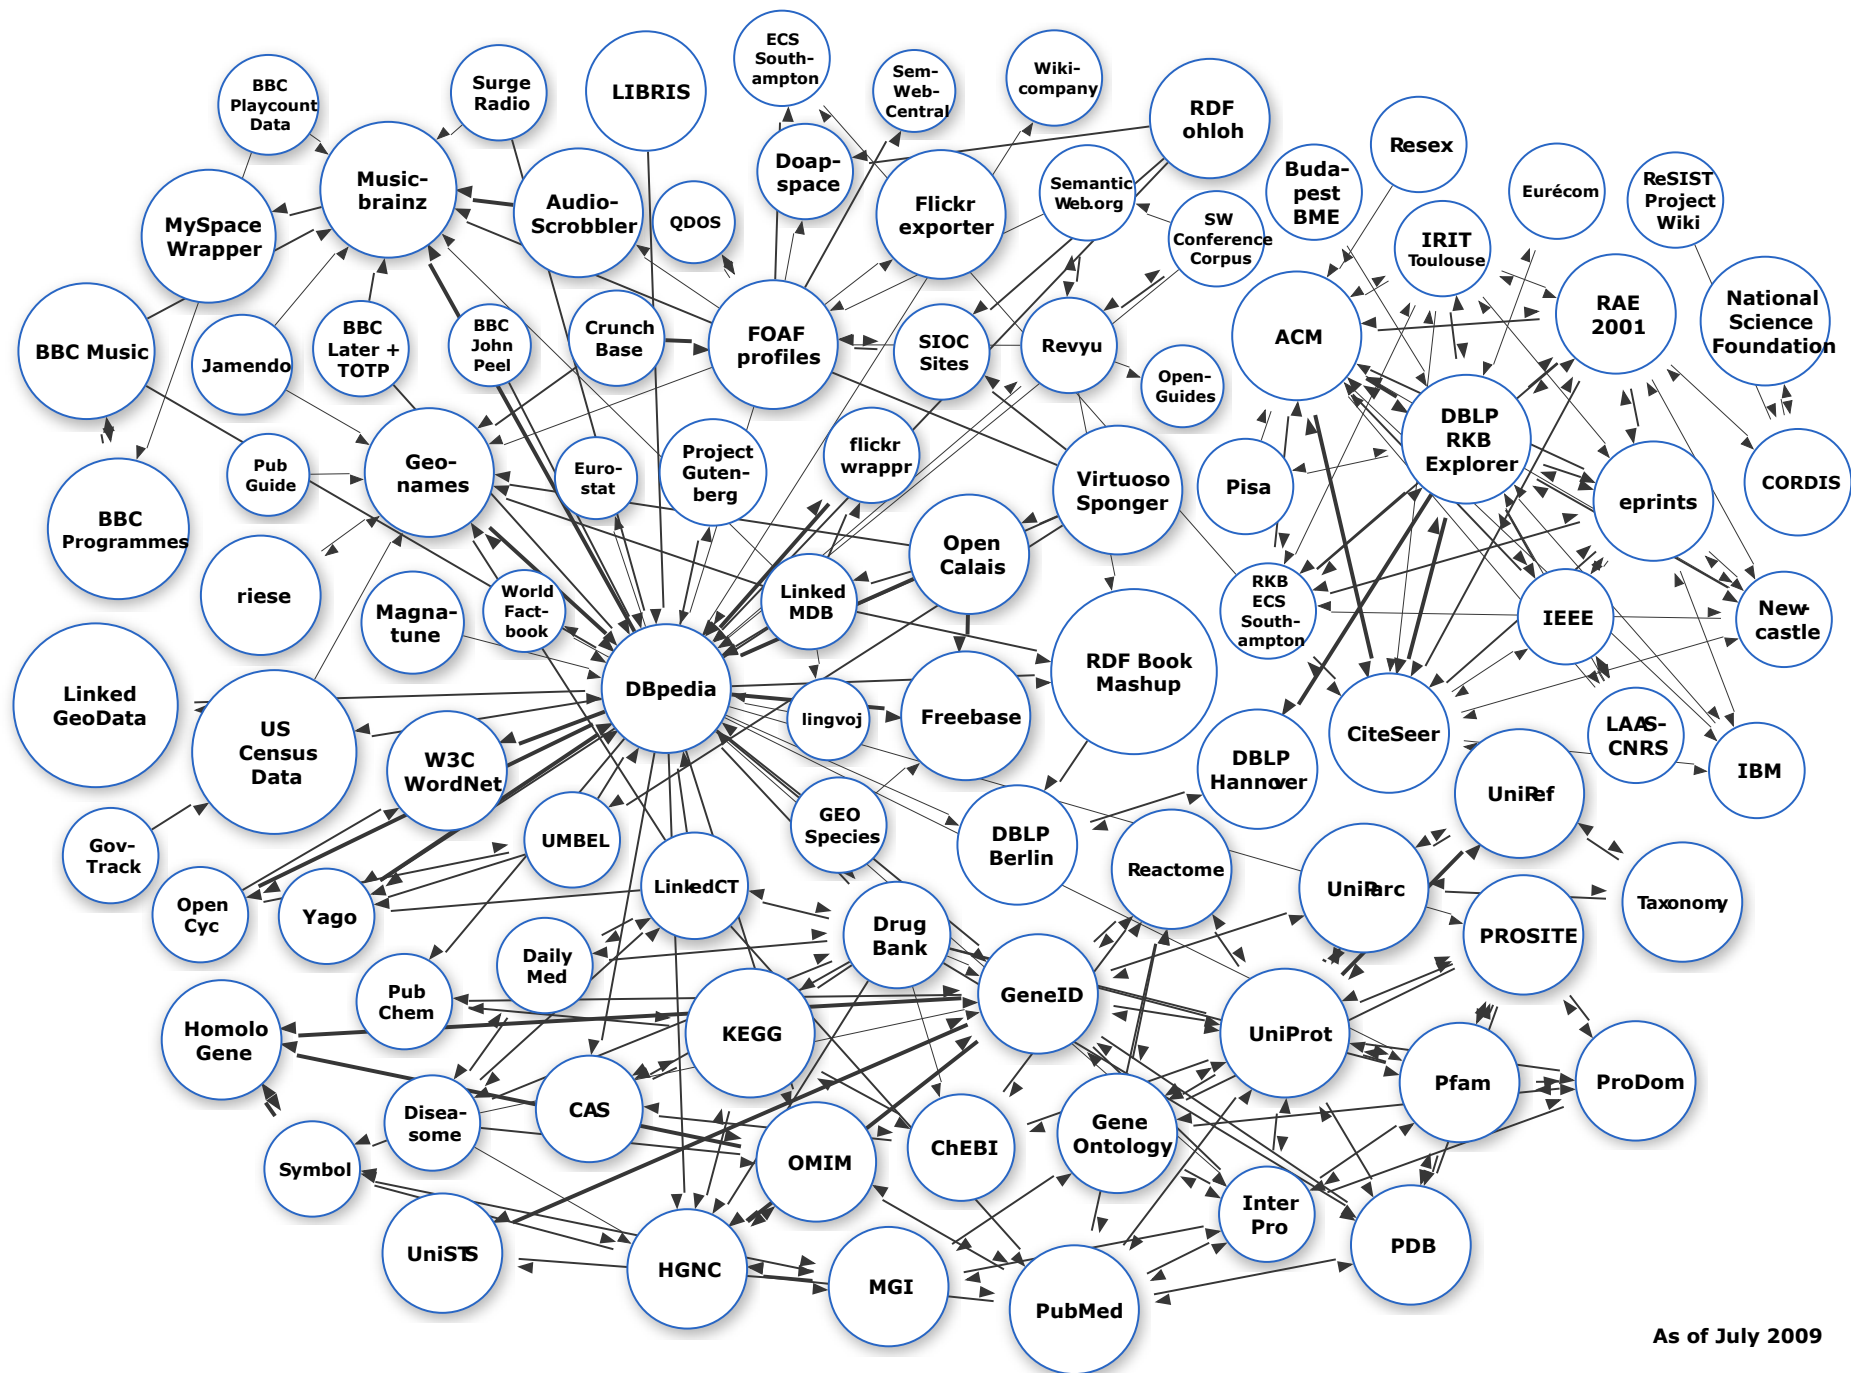 BBC
Playcount
Data
Surge
Radio
LIBRIS
ECS
South-
ampton
Sem-
Web-
Central
Wiki-
company
RDF
ohloh
Resex
Music-
brainz
Doap-
space
Buda-
pest
BME
Eurécom
ReSIST
Project
Wiki
MySpace
Wrapper
Audio-
Scrobbler
QDOS
Flickr
exporter
Semantic
Web.org
SW
Conference
Corpus
IRIT
Toulouse
BBC Music
Jamendo
BBC
Later +
TOTP
BBC
John
Peel
Crunch
Base
FOAF
profiles
SIOC
Sites
Revyu
Open-
Guides
ACM
RAE
2001
National
Science
Foundation
Pub
Guide
Geo-
names
Euro-
stat
Project
Guten-
berg
flickr
wrappr
Virtuoso
Sponger
Pisa
DBLP
RKB
Explorer
eprints
CORDIS
BBC
Programmes
riese
Magna-
tune
World
Fact-
book
Linked
MDB
Open
Calais
RKB
ECS
South-
ampton
IEEE
New-
castle
Linked
GeoData
US
Census
Data
W3C
WordNet
DBpedia
lingvoj
Freebase
RDF Book
Mashup
DBLP
Hannover
CiteSeer
LAAS-
CNRS
IBM
Gov-
Track
UMBEL
GEO
Species
DBLP
Berlin
Reactome
UniRef
UniParc
Taxonomy
Open
Cyc
Yago
LinkedCT
Drug
Bank
PROSITE
Daily
Med
Pub
Chem
Homolo
Gene
KEGG
GeneID
UniProt
Pfam
ProDom
Disea-
some
CAS
Symbol
OMIM
ChEBI
Gene
Ontology
Inter
Pro
UniSTS
HGNC
MGI
PubMed
PDB
As of July 2009